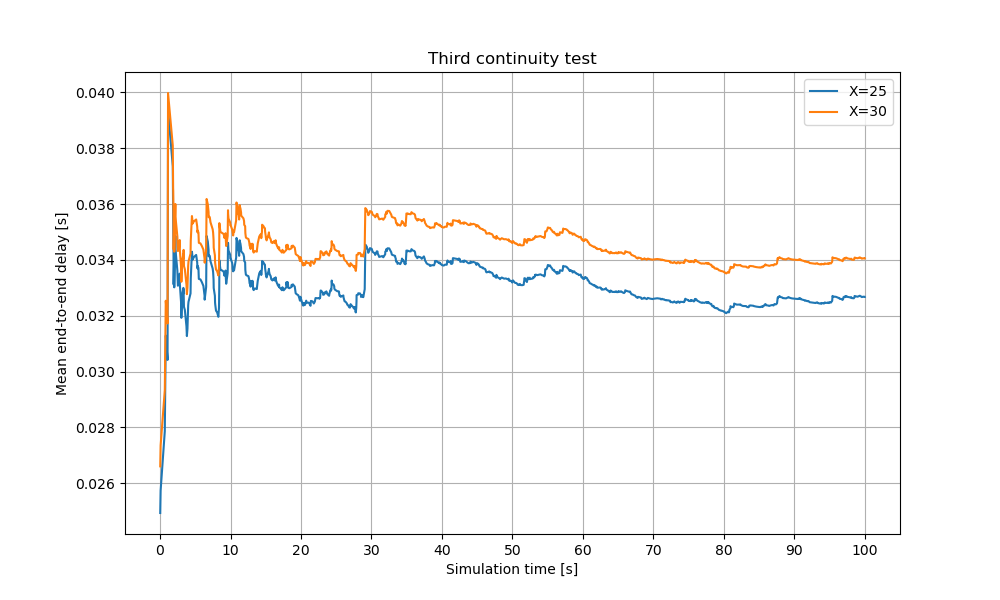 Third continuity test
X=25
X=30
Mean end-to-end delay [s]
0.040
0.038
0.036
0.034
0.032
0.030
0.028
0.026
0 10 20 30 40 50 60 70 80 90 100
Simulation time [s]